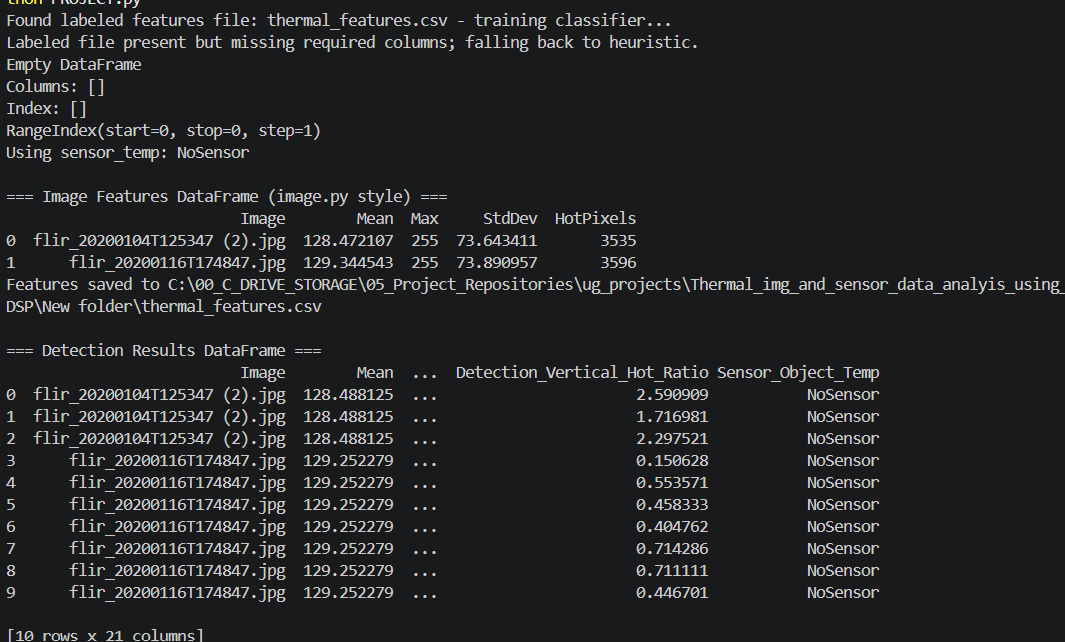 thon PROJECT.py
Found labeled features file: thermal_features.csv - training classifier...
Labeled file present but missing required columns; falling back to heuristic.
Empty DataFrame
Columns: []
Index: []
RangeIndex(start=0, stop=0, step=1)
Using sensor_temp: NoSensor
=== Image Features DataFrame (image.py style) ===
Image Mean Max StdDev HotPixels
0 flir_20200104T125347 (2).jpg 128.472107 255 73.643411 3535
1 flir_20200116T174847.jpg 129.344543 255 73.890957 3596
Features saved to C:\00_C_DRIVE_STORAGE\05_Project_Repositories\ug_projects\Thermal_img_and_sensor_data_analyis_using_
DSP\New folder\thermal_features.csv
=== Detection Results DataFrame ===
Image Mean ... Detection_Vertical_Hot_Ratio Sensor_Object_Temp
0 flir_20200104T125347 (2).jpg 128.488125 ... 2.590909 NoSensor
1 flir_20200104T125347 (2).jpg 128.488125 ... 1.716981 NoSensor
2 flir_20200104T125347 (2).jpg 128.488125 ... 2.297521 NoSensor
3 flir_20200116T174847.jpg 129.252279 ... 0.150628 NoSensor
4 flir_20200116T174847.jpg 129.252279 ... 0.553571 NoSensor
5 flir_20200116T174847.jpg 129.252279 ... 0.458333 NoSensor
6 flir_20200116T174847.jpg 129.252279 ... 0.404762 NoSensor
7 flir_20200116T174847.jpg 129.252279 ... 0.714286 NoSensor
8 flir_20200116T174847.jpg 129.252279 ... 0.711111 NoSensor
9 flir_20200116T174847.jpg 129.252279 ... 0.446701 NoSensor
[10 rows x 21 columns]